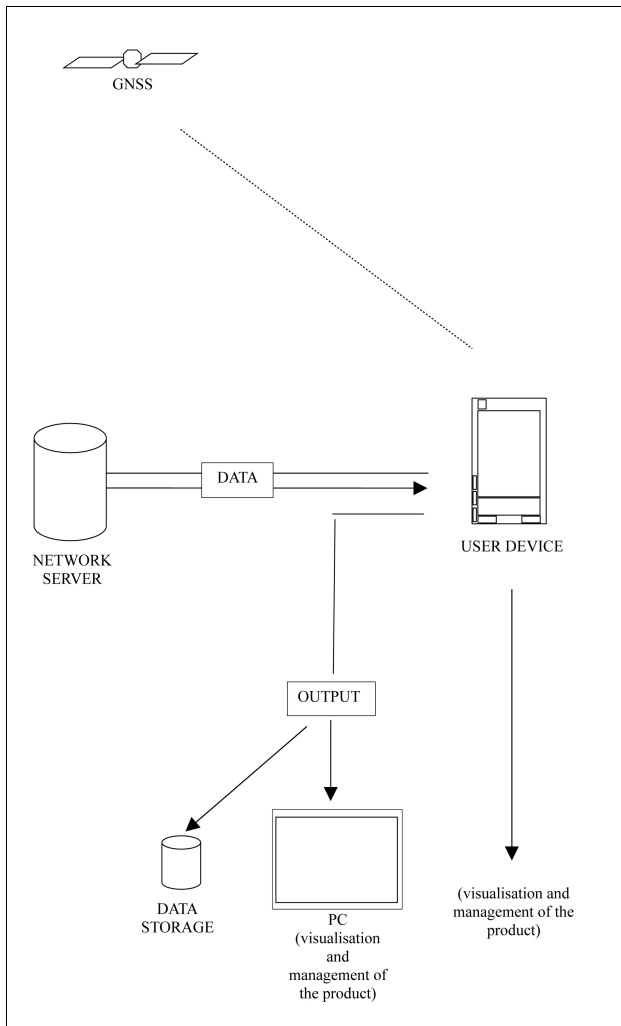 GNSS
DATA
NETWORK
SERVER
USER DEVICE
OUTPUT
DATA
STORAGE
PC
(visualisation
and
management of
the product)
(visualisation and
management of the
product)